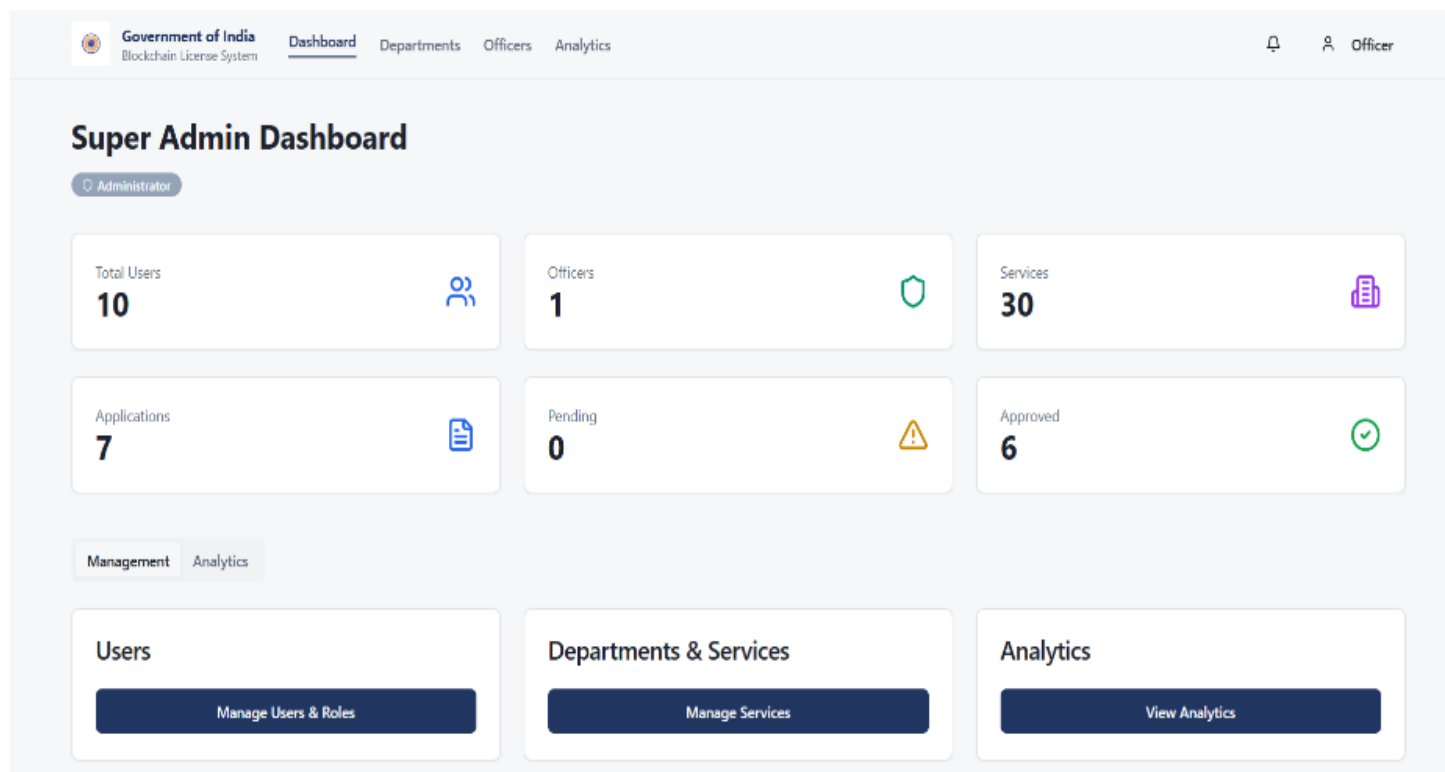 Government of India
Blockchain License System
Dashboard
Departments
Officers
Analytics
Officer
Super Admin Dashboard
Administrator
Total Users
10
Officers
1
Services
30
Applications
7
Pending
0
Approved
6
Management
Analytics
Users
Manage Users & Roles
Departments & Services
Manage Services
Analytics
View Analytics